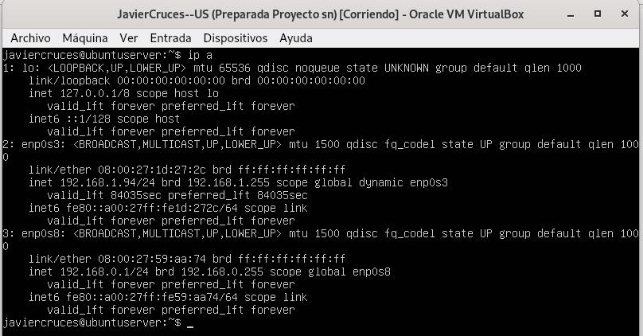 JavierCruces--US (Preparada Proyecto sn) [Corriendo] - Oracle VM VirtualBox
Archivo Máquina Ver Entrada Dispositivos Ayuda
javiercruces@ubuntuserver:~$ ip a
1: lo: <LOOPBACK,UP,LOWER_UP> mtu 65536 qdisc noqueue state UNKNOWN group default qlen 1000
link/loopback 00:00:00:00:00:00 brd 00:00:00:00:00:00
inet 127.0.0.1/8 scope host lo
valid_lft forever preferred_lft forever
inet6 ::1/128 scope host
valid_lft forever preferred_lft forever
2: enp0s3: <BROADCAST,MULTICAST,UP,LOWER_UP> mtu 1500 qdisc fq_codel state UP group default qlen 100
0
link/ether 08:00:27:1d:27:2c brd ff:ff:ff:ff:ff:ff
inet 192.168.1.94/24 brd 192.168.1.255 scope global dynamic enp0s3
valid_lft 84035sec preferred_lft 84035sec
inet6 fe80::a00:27ff:fe1d:272c/64 scope link
valid_lft forever preferred_lft forever
3: enp0s8: <BROADCAST,MULTICAST,UP,LOWER_UP> mtu 1500 qdisc fq_codel state UP group default qlen 100
0
link/ether 08:00:27:59:aa:74 brd ff:ff:ff:ff:ff:ff
inet 192.168.0.1/24 brd 192.168.0.255 scope global enp0s8
valid_lft forever preferred_lft forever
inet6 fe80::a00:27ff:fe59:aa74/64 scope link
valid_lft forever preferred_lft forever
javiercruces@ubuntuserver:~$ _